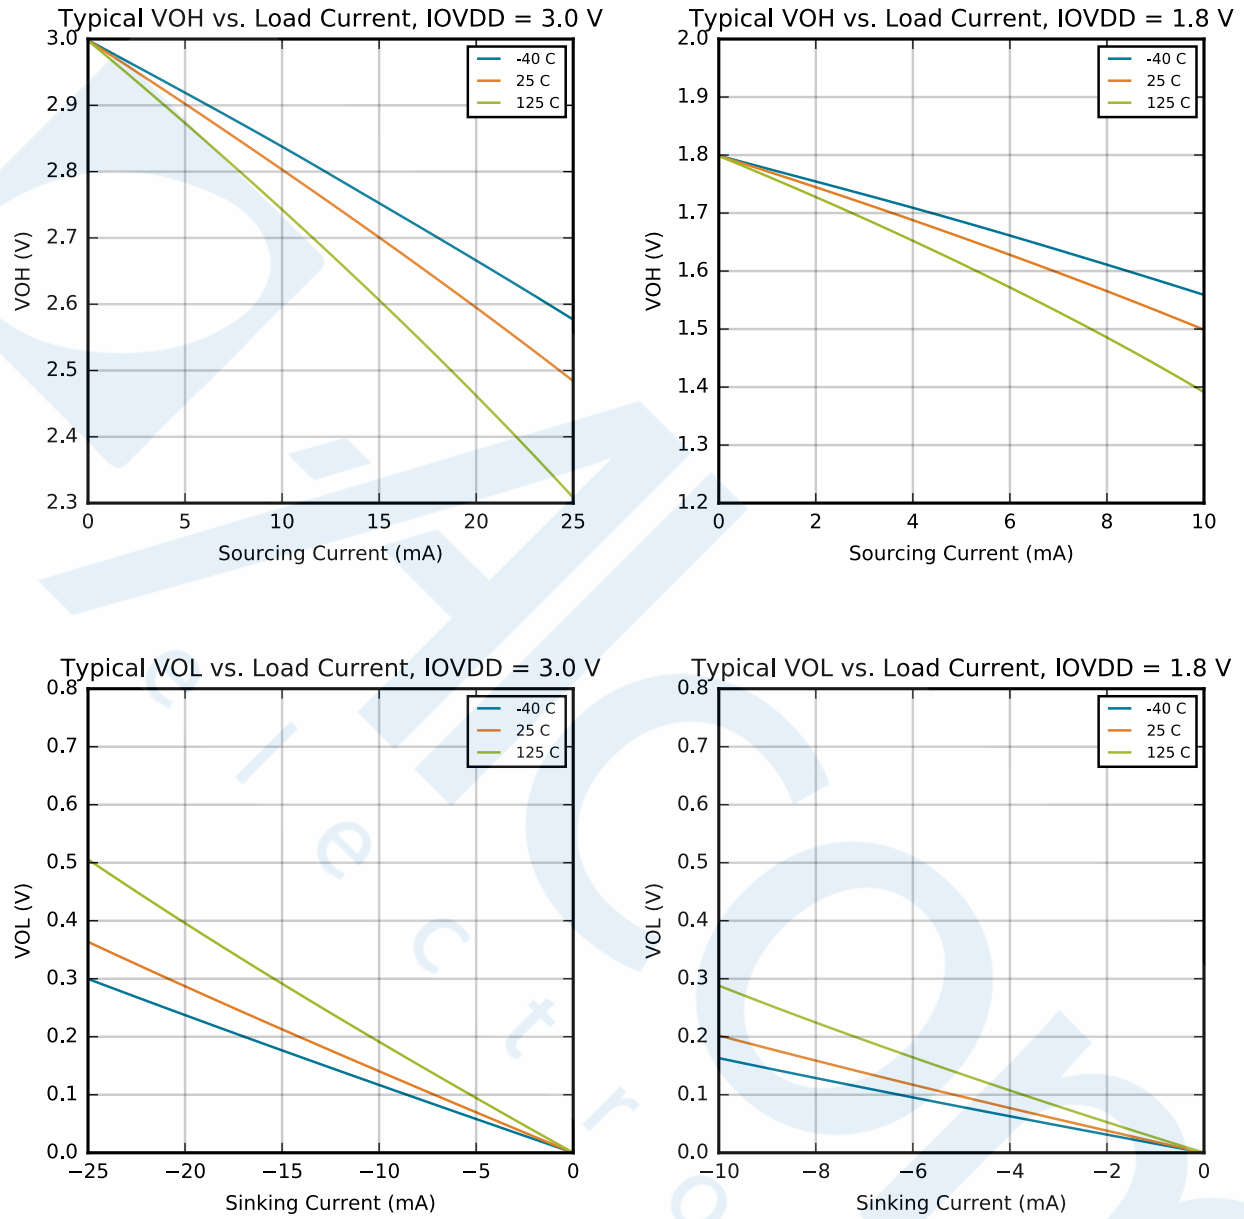 Typical VOH vs. Load Current, IOVDD = 3.0 V
3.0
2.9
2.8
2.7
2.6
2.5
2.4
2.3
VOH (V)
-40 C
25 C
125 C
0 5 10 15 20 25
Sourcing Current (mA)
Typical VOH vs. Load Current, IOVDD = 1.8 V
2.0
1.9
1.8
1.7
1.6
1.5
1.4
1.3
1.2
VOH (V)
-40 C
25 C
125 C
0 2 4 6 8 10
Sourcing Current (mA)
Typical VOL vs. Load Current, IOVDD = 3.0 V
0.8
0.7
0.6
0.5
0.4
0.3
0.2
0.1
0.0
VOL (V)
-40 C
25 C
125 C
−25 −20 −15 −10 −5 0
Sinking Current (mA)
Typical VOL vs. Load Current, IOVDD = 1.8 V
0.8
0.7
0.6
0.5
0.4
0.3
0.2
0.1
0.0
VOL (V)
-40 C
25 C
125 C
−10 −8 −6 −4 −2 0
Sinking Current (mA)